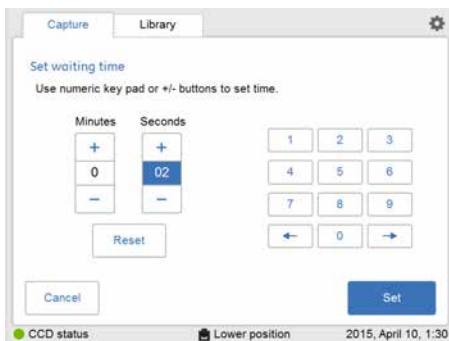 Capture Library
Set waiting time
Use numeric key pad or +/- buttons to set time.
Minutes Seconds
+ + 1 2 3
0 02 4 5 6
− − 7 8 9
Reset ← 0 →
Cancel Set
CCD status Lower position 2015, April 10, 1:30